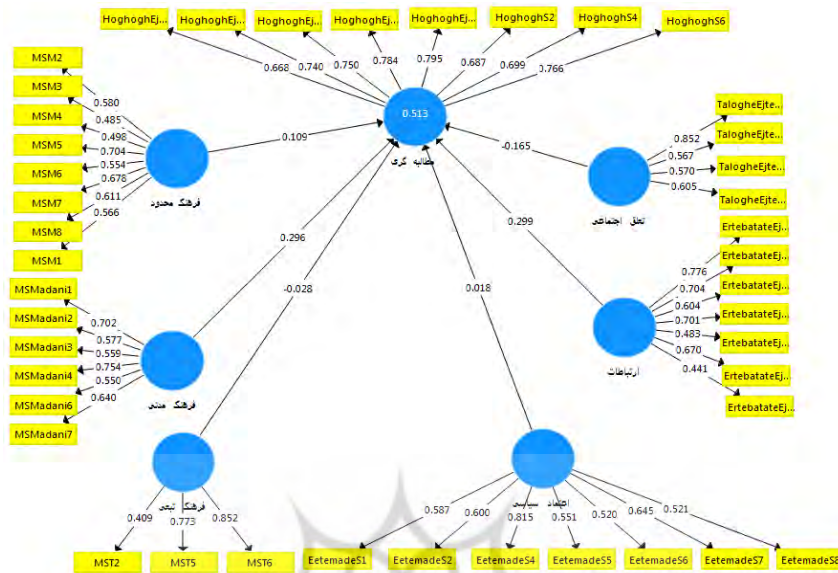 HoghoghEj...
HoghoghEj...
HoghoghEj...
HoghoghEj...
HoghoghEj...
HoghoghS2
HoghoghS4
HoghoghS6
0.668
0.740
0.750
0.784
0.795
0.687
0.699
0.766
0.513
مطالبه گری
MSM2
MSM3
MSM4
MSM5
MSM6
MSM7
MSM8
MSM1
0.580
0.485
0.498
0.704
0.554
0.678
0.611
0.566
فرهنگ محدود
0.109
-0.165
TalogheEjte...
TalogheEjte...
TalogheEjte...
TalogheEjte...
0.852
0.567
0.570
0.605
تعلق اجتماعی
0.296
0.299
-0.028
0.018
MSMadani1
MSMadani2
MSMadani3
MSMadani4
MSMadani6
MSMadani7
0.702
0.577
0.559
0.754
0.550
0.640
فرهنگ مدنی
ErtebatateEj...
ErtebatateEj...
ErtebatateEj...
ErtebatateEj...
ErtebatateEj...
ErtebatateEj...
ErtebatateEj...
0.776
0.704
0.604
0.701
0.483
0.670
0.441
ارتباطات
فرهنگ تبعی
0.409
0.773
0.852
MST2
MST5
MST6
اعتماد سیاسی
0.587
0.600
0.815
0.551
0.520
0.645
0.521
EetemadeS1
EetemadeS2
EetemadeS4
EetemadeS5
EetemadeS6
EetemadeS7
EetemadeS8